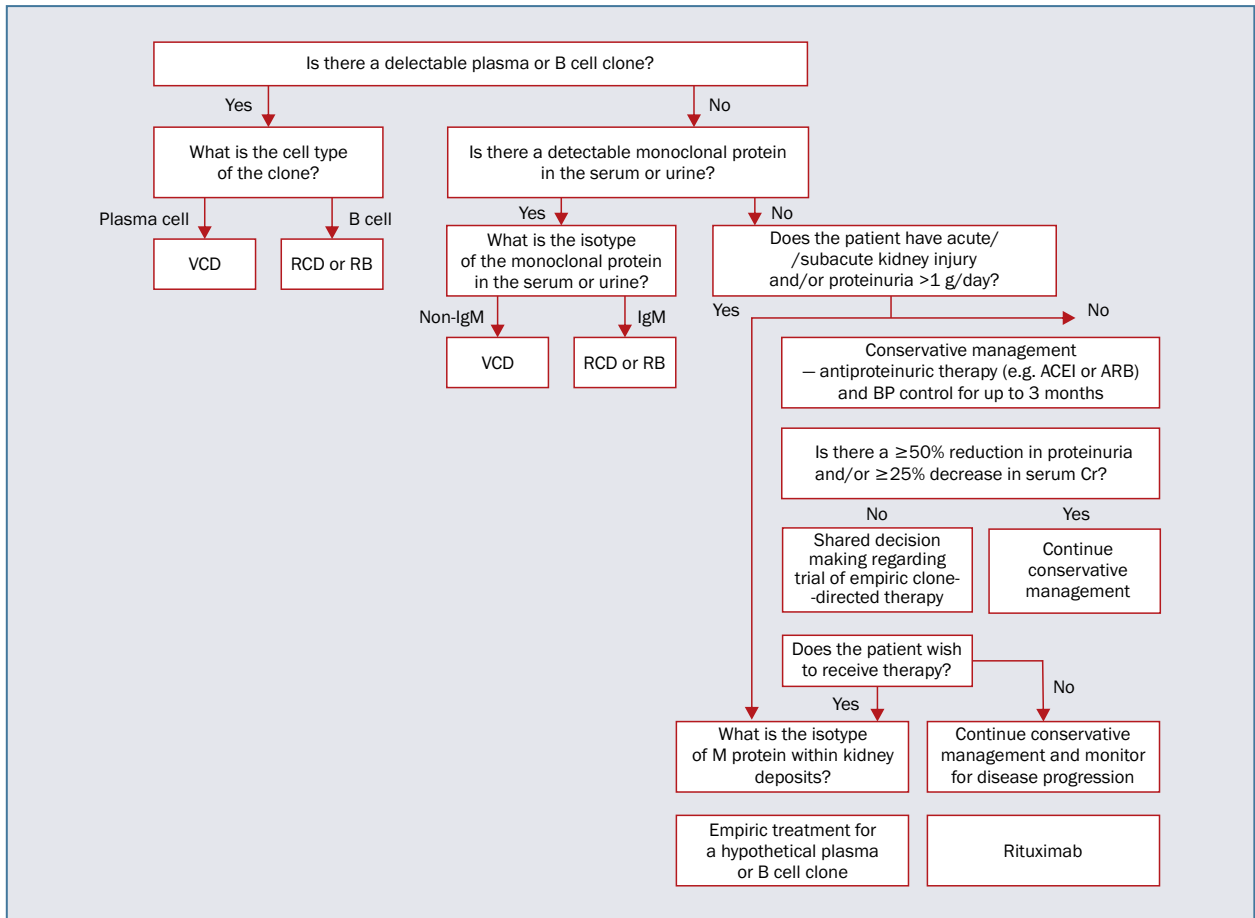 Is there a delectable plasma or B cell clone?
Yes
No
What is the cell type
of the clone?
Is there a detectable monoclonal protein
in the serum or urine?
Plasma cell
B cell
Yes
No
VCD
RCD or RB
What is the isotype
of the monoclonal protein
in the serum or urine?
Does the patient have acute/
/subacute kidney injury
and/or proteinuria >1 g/day?
Non-IgM
IgM
Yes
No
VCD
RCD or RB
Conservative management
— antiproteinuric therapy (e.g. ACEI or ARB)
and BP control for up to 3 months
Is there a ≥50% reduction in proteinuria
and/or ≥25% decrease in serum Cr?
No
Yes
Shared decision
making regarding
trial of empiric clone-
-directed therapy
Continue
conservative
management
Does the patient wish
to receive therapy?
Yes
No
What is the isotype
of M protein within kidney
deposits?
Continue conservative
management and monitor
for disease progression
Empiric treatment for
a hypothetical plasma
or B cell clone
Rituximab